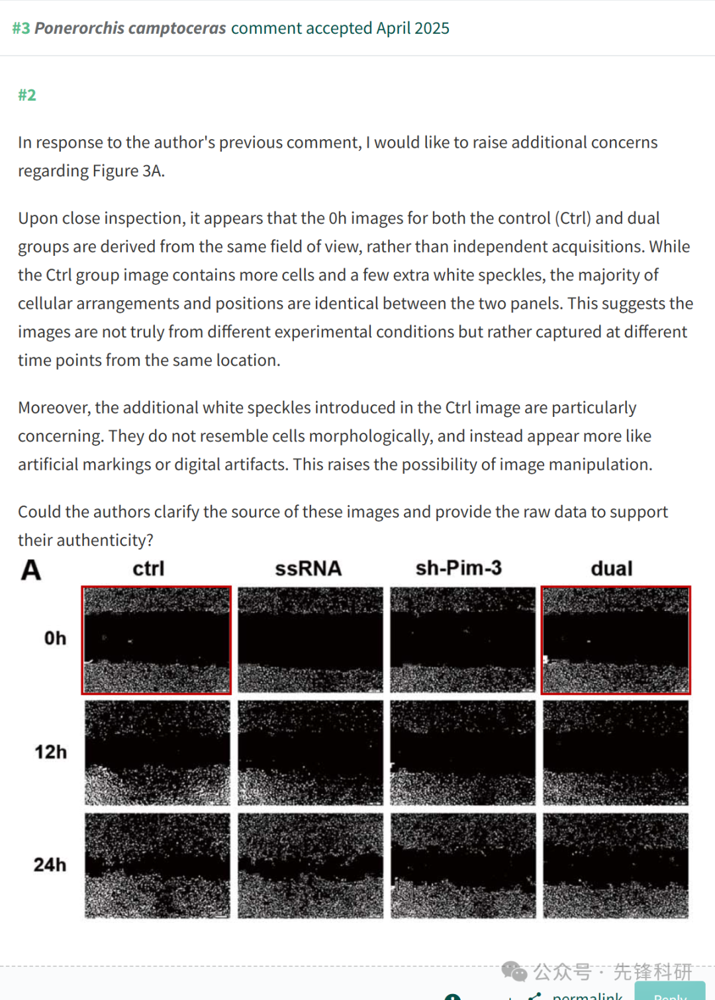 #3 Ponerorchis camptoceras comment accepted April 2025
#2
In response to the author's previous comment, I would like to raise additional concerns
regarding Figure 3A.
Upon close inspection, it appears that the 0h images for both the control (Ctrl) and dual
groups are derived from the same field of view, rather than independent acquisitions. While
the Ctrl group image contains more cells and a few extra white speckles, the majority of
cellular arrangements and positions are identical between the two panels. This suggests the
images are not truly from different experimental conditions but rather captured at different
time points from the same location.
Moreover, the additional white speckles introduced in the Ctrl image are particularly
concerning. They do not resemble cells morphologically, and instead appear more like
artificial markings or digital artifacts. This raises the possibility of image manipulation.
Could the authors clarify the source of these images and provide the raw data to support
their authenticity?
A ctrl ssRNA sh-Pim-3 dual
0h
12h
24h
公众号 · 先锋科研
permalink Reply